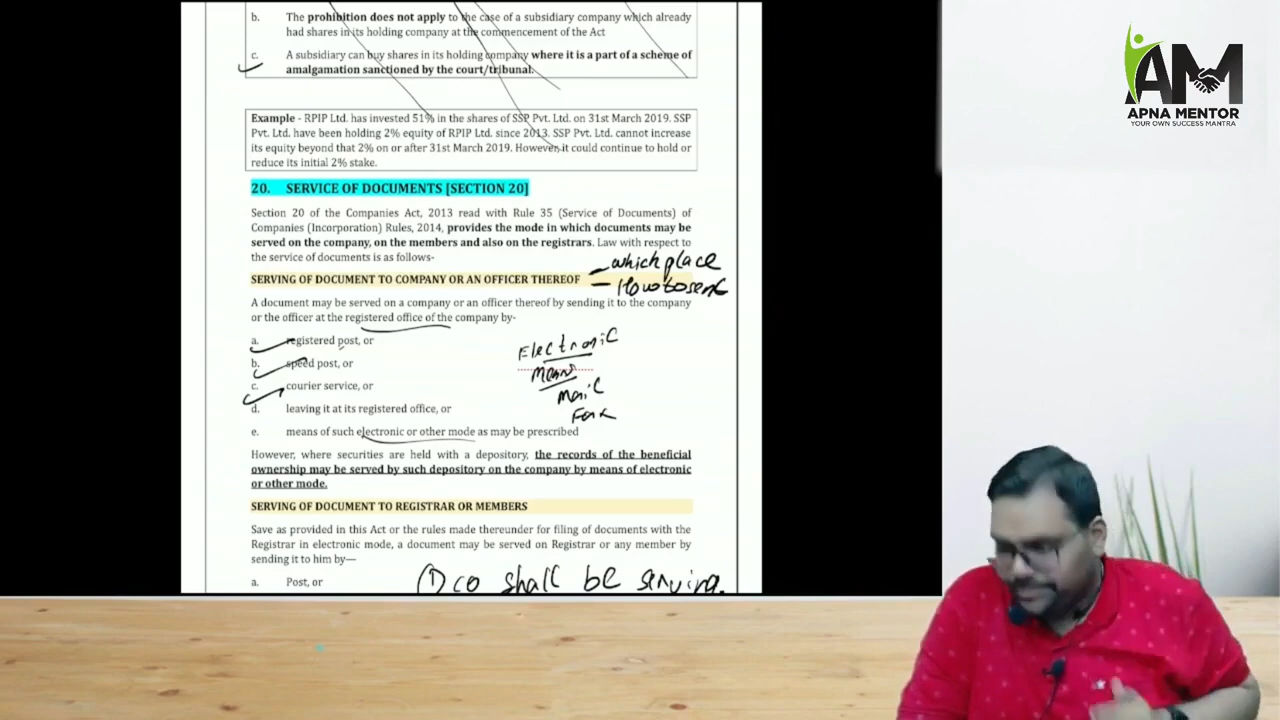 b. The prohibition does not apply to the case of a subsidiary company which already
had shares in its holding company at the commencement of the Act
c. A subsidiary can buy shares in its holding company where it is a part of a scheme of
amalgamation sanctioned by the court/tribunal.
Example - RPIP Ltd. has invested 51% in the shares of SSP Pvt. Ltd. on 31st March 2019. SSP
Pvt. Ltd. have been holding 2% equity of RPIP Ltd. since 2013. SSP Pvt. Ltd. cannot increase
its equity beyond that 2% on or after 31st March 2019. However, it could continue to hold or
reduce its initial 2% stake.
20. SERVICE OF DOCUMENTS [SECTION 20]
Section 20 of the Companies Act, 2013 read with Rule 35 (Service of Documents) of
Companies (Incorporation) Rules, 2014, provides the mode in which documents may be
served on the company, on the members and also on the registrars. Law with respect to
the service of documents is as follows-
which place
SERVING OF DOCUMENT TO COMPANY OR AN OFFICER THEREOF
How to send
A document may be served on a company or an officer thereof by sending it to the company
or the officer at the registered office of the company by-
a. registered post, or
b. speed post, or
c. courier service, or
d. leaving it at its registered office, or
e. means of such electronic or other mode as may be prescribed
Electronic
Means
Mail
Fax
However, where securities are held with a depository, the records of the beneficial
ownership may be served by such depository on the company by means of electronic
or other mode.
SERVING OF DOCUMENT TO REGISTRAR OR MEMBERS
Save as provided in this Act or the rules made thereunder for filing of documents with the
Registrar in electronic mode, a document may be served on Registrar or any member by
sending it to him by—
a. Post, or
(1) co shall be serving.
AM
APNA MENTOR
YOUR OWN SUCCESS MANTRA